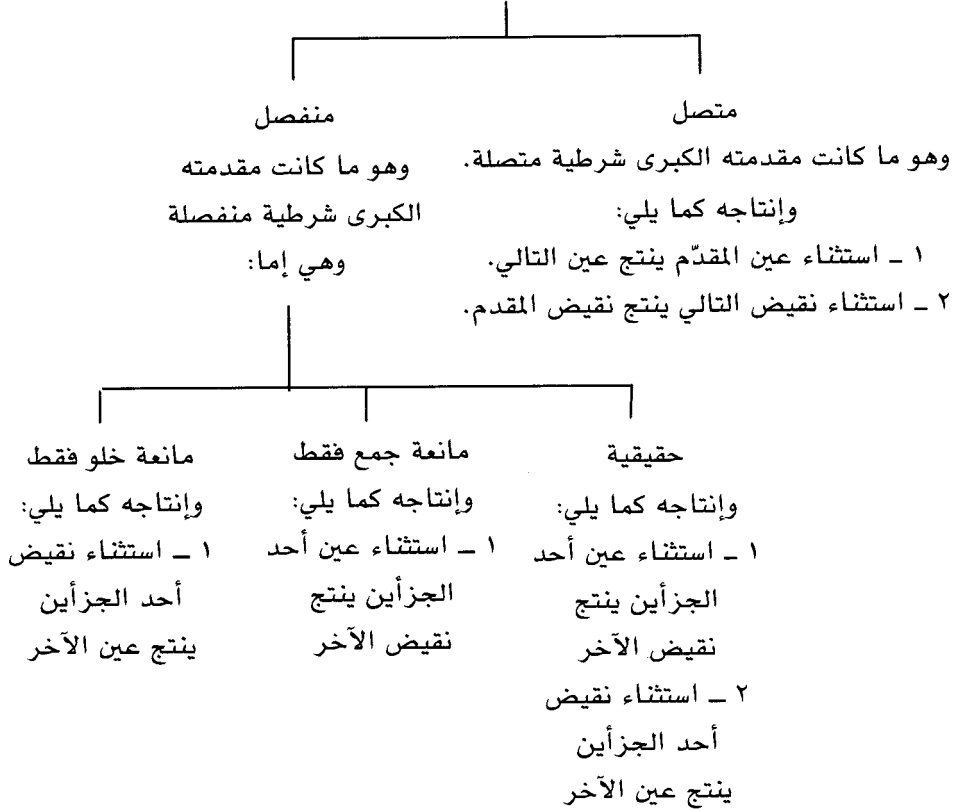 متصل
وهو ما كانت مقدمته الكبرى شرطية متصلة.
وإنتاجه كما يلي:
١ ـ استثناء عين المقدّم ينتج عين التالي.
٢ ـ استثناء نقيض التالي ينتج نقيض المقدم.
منفصل
وهو ما كانت مقدمته
الكبرى شرطية منفصلة
وهي إما:
حقيقية
وإنتاجه كما يلي:
١ ـ استثناء عين أحد
الجزأين ينتج
نقيض الآخر
٢ ـ استثناء نقيض
أحد الجزأين
ينتج عين الآخر
مانعة جمع فقط
وإنتاجه كما يلي:
١ ـ استثناء عين أحد
الجزأين ينتج
نقيض الآخر
مانعة خلو فقط
وإنتاجه كما يلي:
١ ـ استثناء نقيض
أحد الجزأين
ينتج عين الآخر